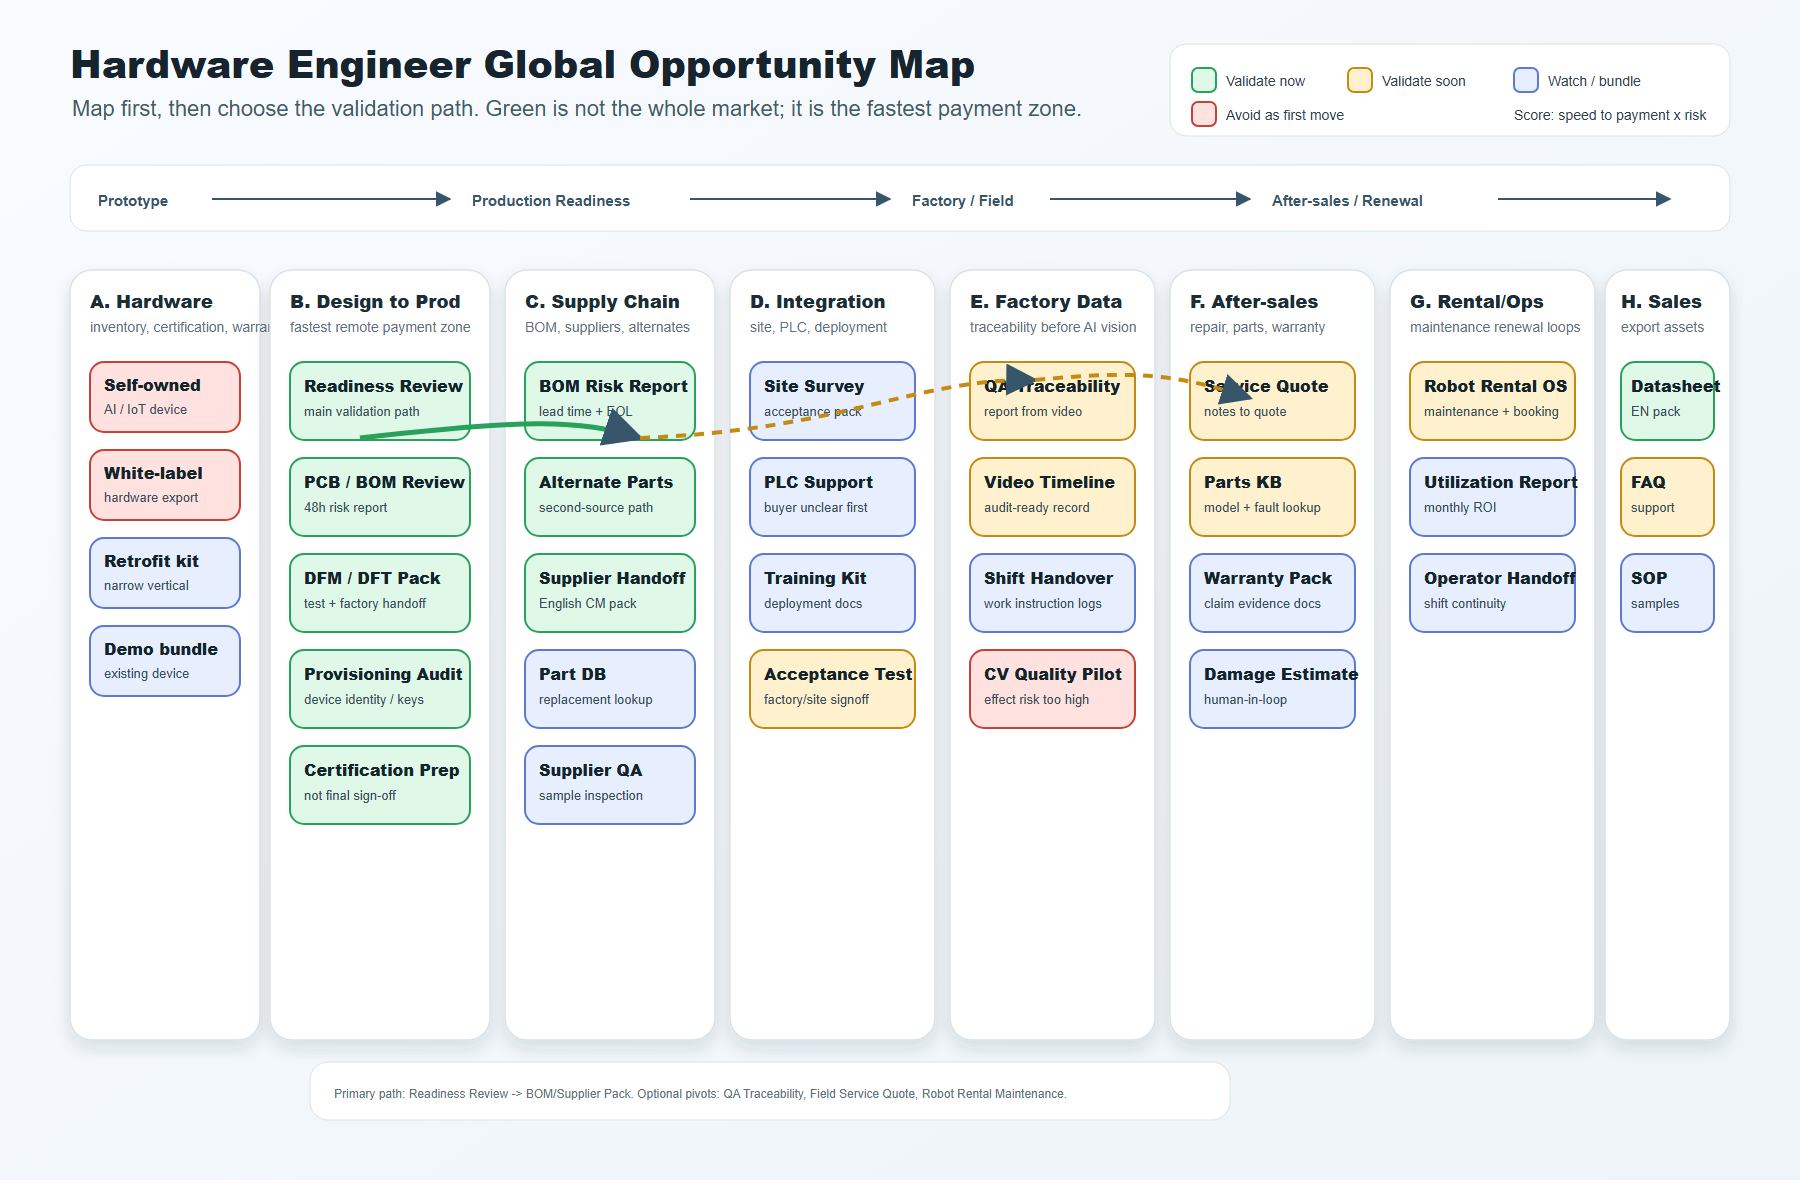 Hardware Engineer Global Opportunity Map
Map first, then choose the validation path. Green is not the whole market; it is the fastest payment zone.
Validate now
Validate soon
Watch / bundle
Avoid as first move
Score: speed to payment x risk
Prototype
Production Readiness
Factory / Field
After-sales / Renewal
A. Hardware
inventory, certification, warran
Self-owned
AI / IoT device
White-label
hardware export
Retrofit kit
narrow vertical
Demo bundle
existing device
B. Design to Prod
fastest remote payment zone
Readiness Review
main validation path
PCB / BOM Review
48h risk report
DFM / DFT Pack
test + factory handoff
Provisioning Audit
device identity / keys
Certification Prep
not final sign-off
C. Supply Chain
BOM, suppliers, alternates
BOM Risk Report
lead time + EOL
Alternate Parts
second-source path
Supplier Handoff
English CM pack
Part DB
replacement lookup
Supplier QA
sample inspection
D. Integration
site, PLC, deployment
Site Survey
acceptance pack
PLC Support
buyer unclear first
Training Kit
deployment docs
Acceptance Test
factory/site signoff
E. Factory Data
traceability before AI vision
QA Traceability
report from video
Video Timeline
audit-ready record
Shift Handover
work instruction logs
CV Quality Pilot
effect risk too high
F. After-sales
repair, parts, warranty
Service Quote
notes to quote
Parts KB
model + fault lookup
Warranty Pack
claim evidence docs
Damage Estimate
human-in-loop
G. Rental/Ops
maintenance renewal loops
Robot Rental OS
maintenance + booking
Utilization Report
monthly ROI
Operator Handoff
shift continuity
H. Sales
export assets
Datasheet
EN pack
FAQ
support
SOP
samples
Primary path: Readiness Review -> BOM/Supplier Pack. Optional pivots: QA Traceability, Field Service Quote, Robot Rental Maintenance.